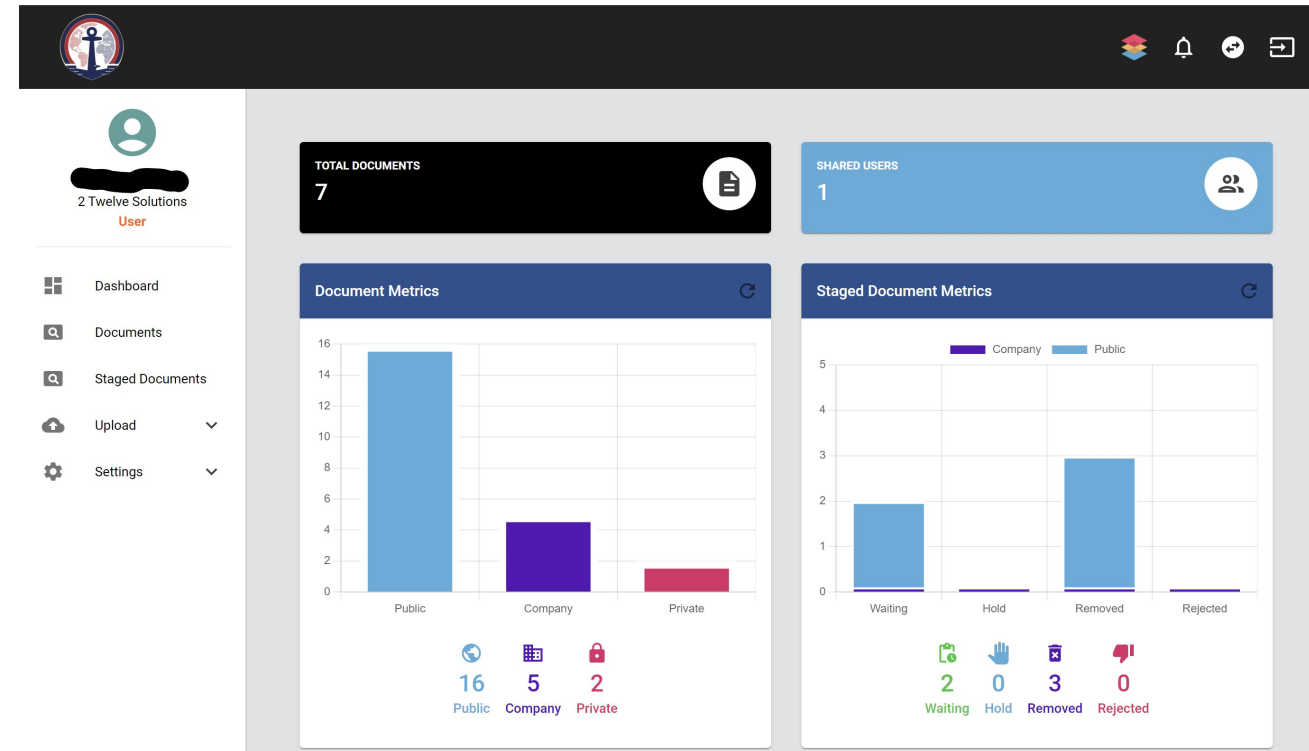 2 Twelve Solutions
User
Dashboard
Documents
Staged Documents
Upload
Settings
TOTAL DOCUMENTS
7
SHARED USERS
1
Document Metrics
16
14
12
10
8
6
4
2
0
Public Company Private
16 5 2
Public Company Private
Staged Document Metrics
Company Public
5
4
3
2
1
0
Waiting Hold Removed Rejected
2 0 3 0
Waiting Hold Removed Rejected